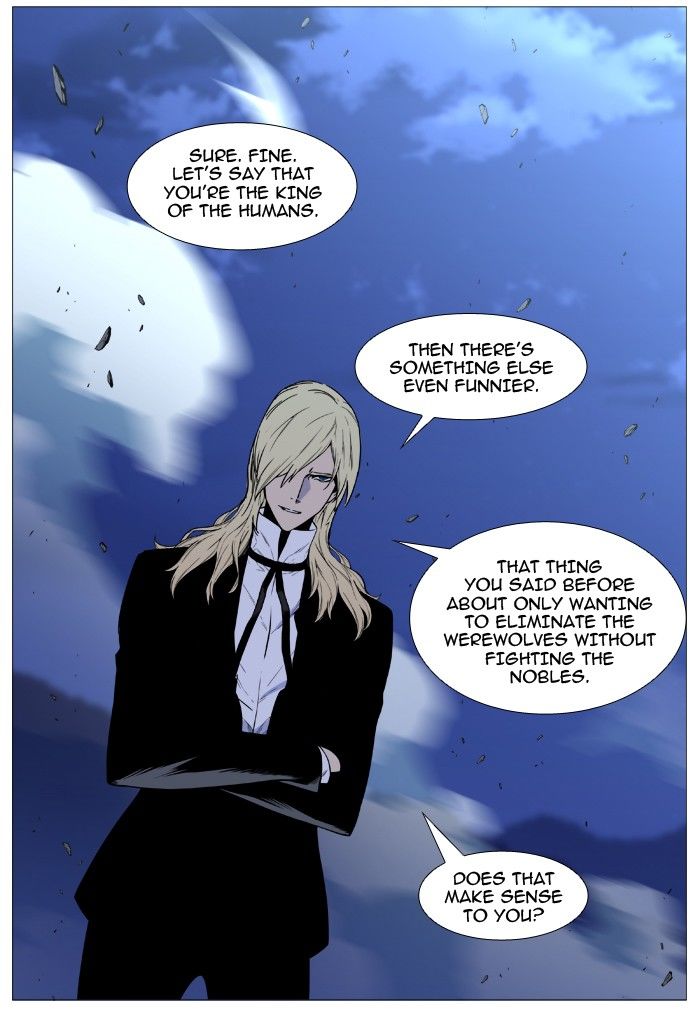 SURE. FINE.
LET'S SAY THAT
YOU'RE THE KING
OF THE HUMANS.
THEN THERE'S
SOMETHING ELSE
EVEN FUNNIER.
THAT THING
YOU SAID BEFORE
ABOUT ONLY WANTING
TO ELIMINATE THE
WEREWOLVES WITHOUT
FIGHTING THE
NOBLES.
DOES THAT
MAKE SENSE
TO YOU?